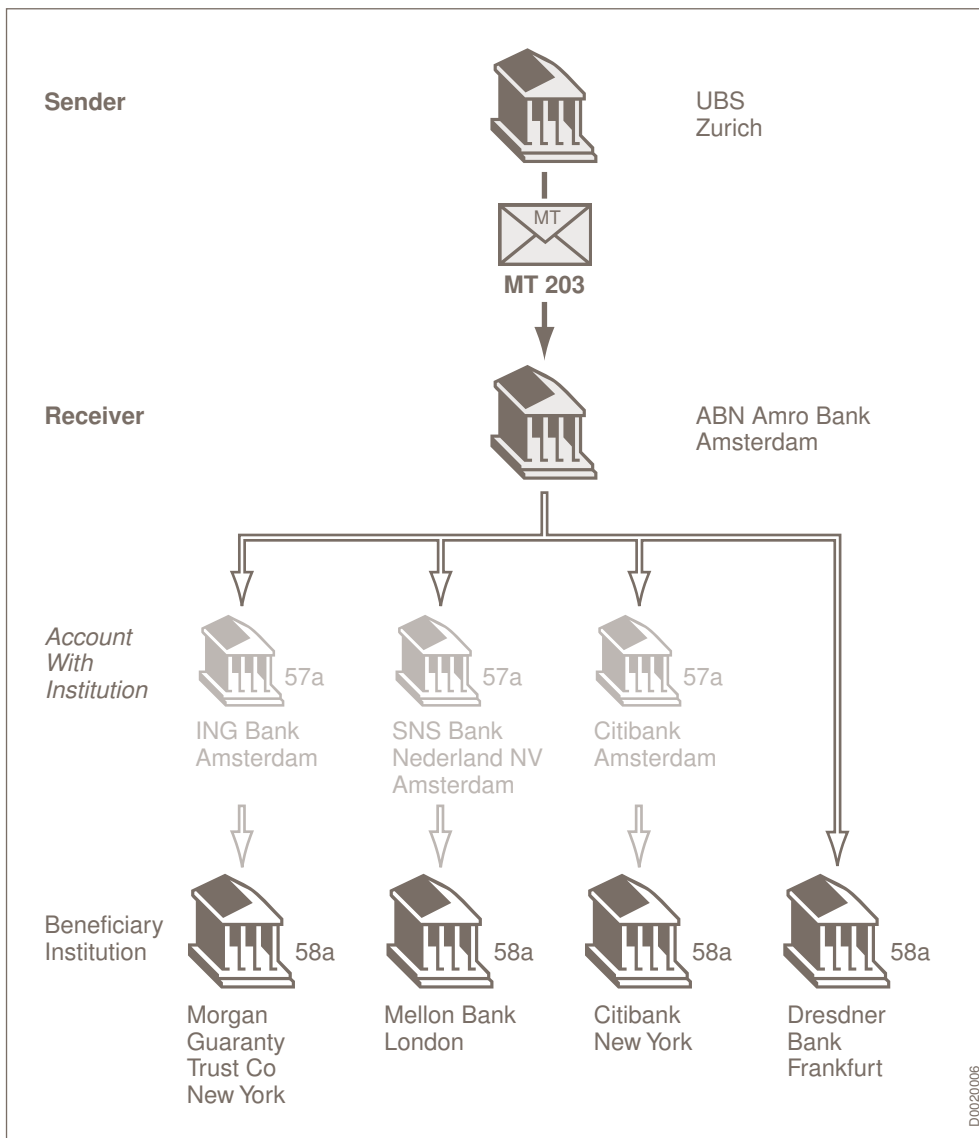 Sender
UBS
Zurich
MT
MT 203
Receiver
ABN Amro Bank
Amsterdam
Account
With
Institution
57a
57a
57a
ING Bank
Amsterdam
SNS Bank
Nederland NV
Amsterdam
Citibank
Amsterdam
Beneficiary
Institution
58a
58a
58a
58a
Morgan
Guaranty
Trust Co
New York
Mellon Bank
London
Citibank
New York
Dresdner
Bank
Frankfurt
D0020006